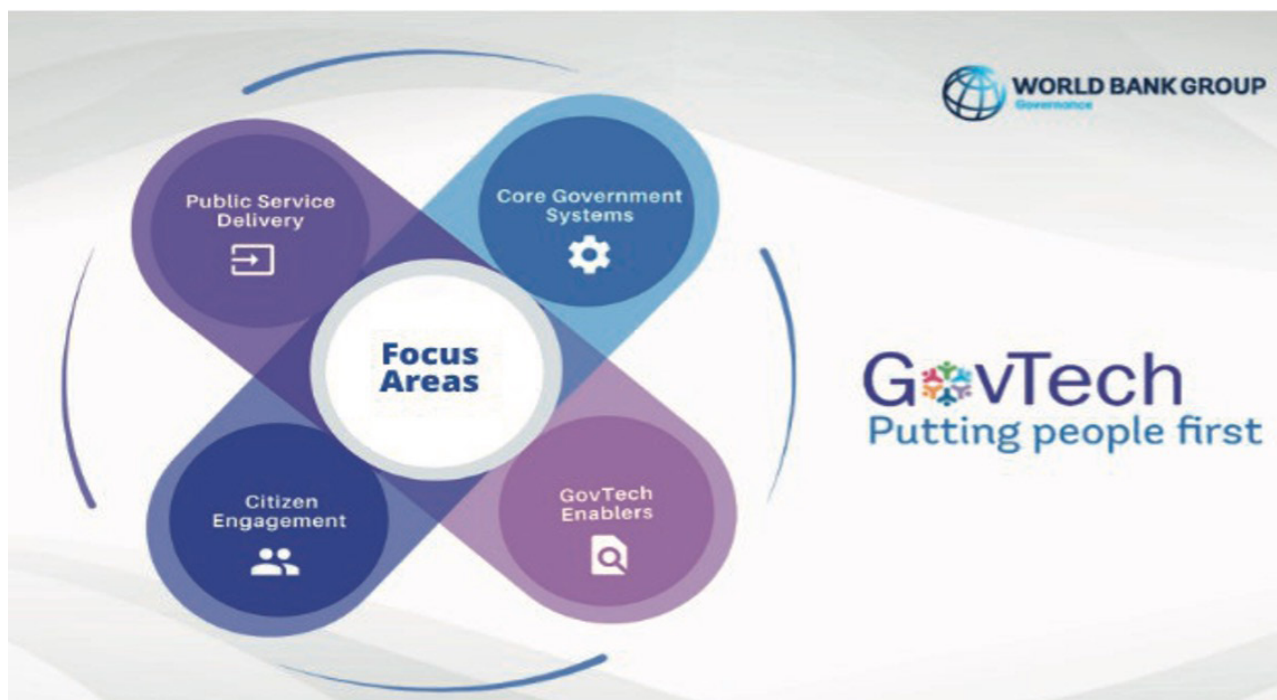 WORLD BANK GROUP
Governance
Public Service
Delivery
Core Government
Systems
Focus
Areas
Citizen
Engagement
GovTech
Enablers
GovTech
Putting people first